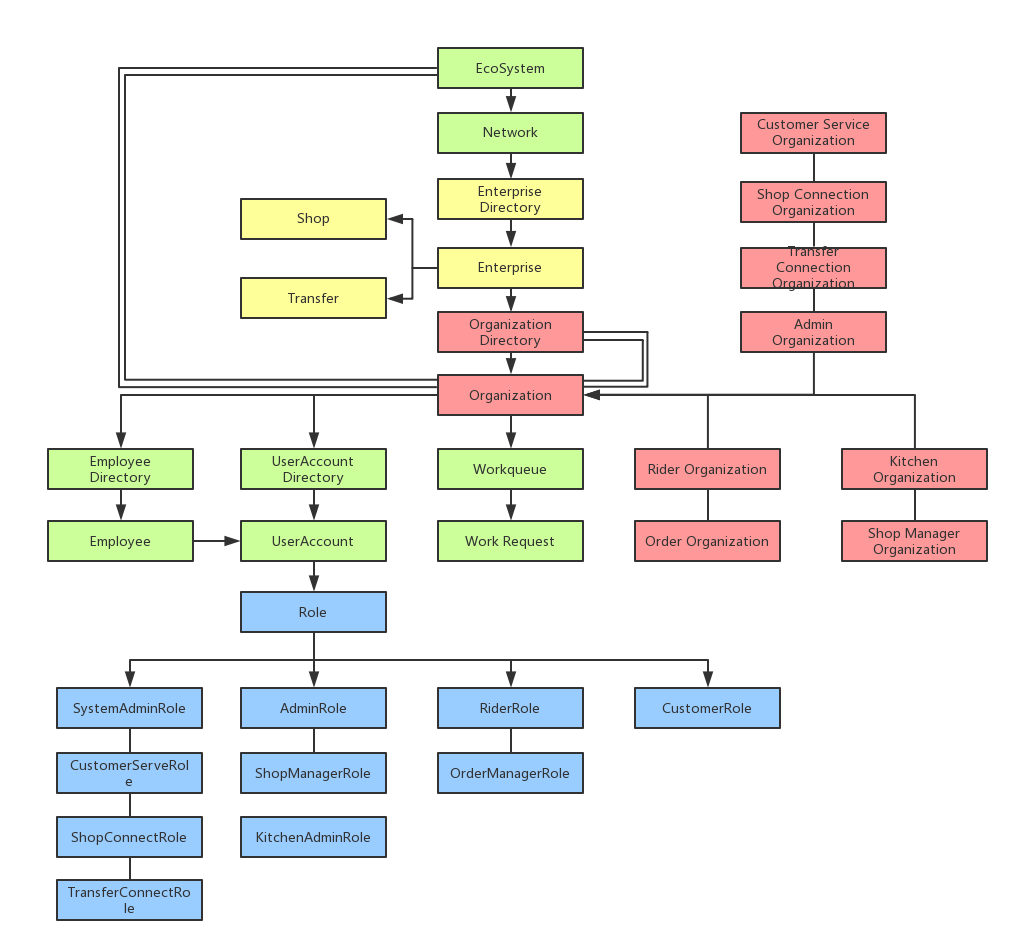 EcoSystem
Network
Customer Service
Organization
Enterprise
Directory
Shop Connection
Organization
Shop
Enterprise
Transfer
Connection
Organization
Transfer
Organization
Directory
Admin
Organization
Organization
Employee
Directory
UserAccount
Directory
Workqueue
Rider Organization
Kitchen
Organization
Employee
UserAccount
Work Request
Order Organization
Shop Manager
Organization
Role
SystemAdminRole
AdminRole
RiderRole
CustomerRole
CustomerServeRol
e
ShopManagerRole
OrderManagerRole
ShopConnectRole
KitchenAdminRole
TransferConnectRo
le